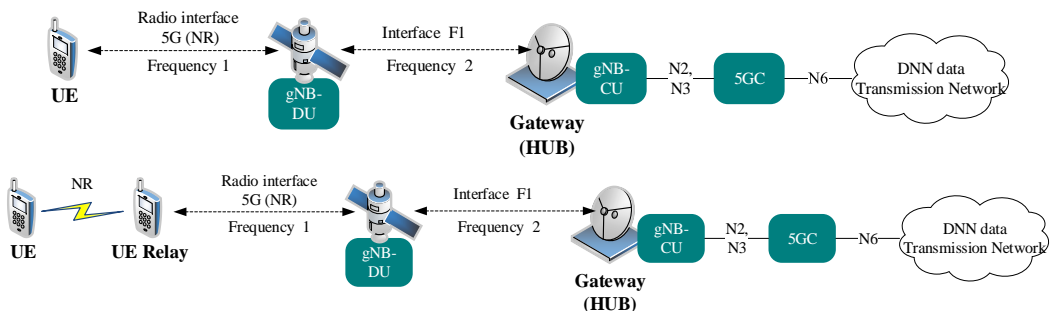 Radio interface
5G (NR)
Frequency 1
Interface F1
Frequency 2
UE
gNB-
DU
gNB-
CU
Gateway
(HUB)
N2,
N3
5GC
N6
DNN data
Transmission Network
NR
UE
UE Relay
Radio interface
5G (NR)
Frequency 1
Interface F1
Frequency 2
gNB-
DU
gNB-
CU
Gateway
(HUB)
N2,
N3
5GC
N6
DNN data
Transmission Network